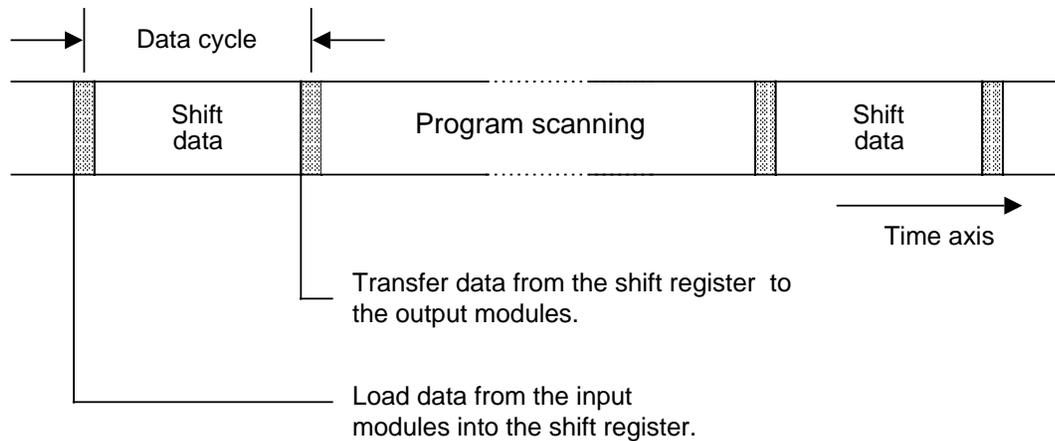 Data cycle
Shift
data
Program scanning
Shift
data
Time axis
Transfer data from the shift register to
the output modules.
Load data from the input
modules into the shift register.